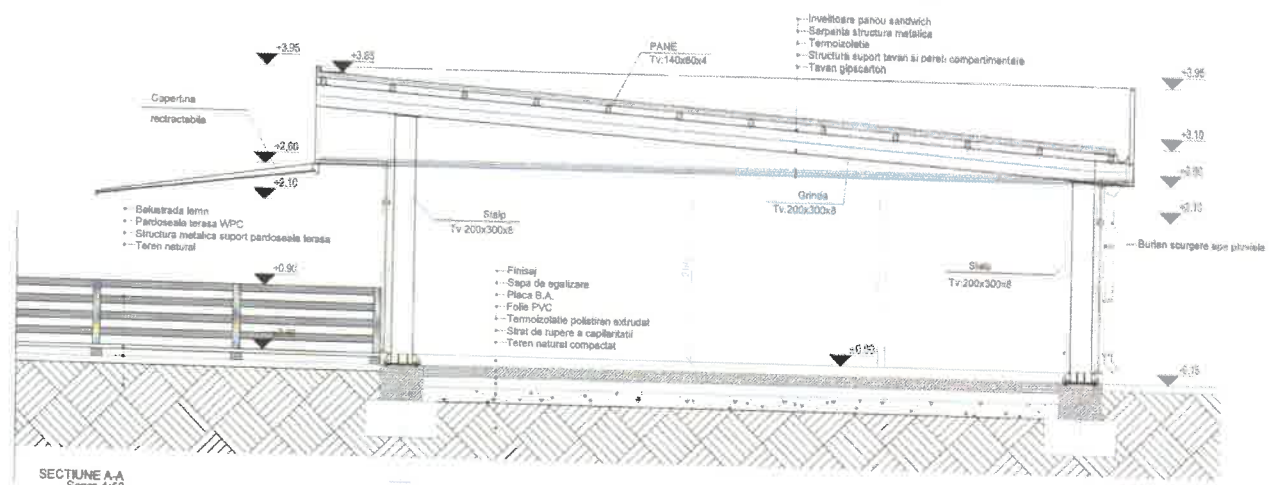 - Invelitoare panou sandwich
- Sarpanta structura metalica
- Termoizolatie
- Structura suport tavan si pereti compartimentare
- Tavan gipscarton
+3.95
+3.85
PANE
Tv.140x60x4
+3.95
Copertina
rectractabila
+2.60
+2.10
+3.10
- Balustrada lemn
- Pardoseala terasa WPC
- Structura metalica suport pardoseala terasa
- Teren natural
Stalp
Tv 200x300x8
Grinda
Tv.200x300x8
- Burlan scurgere ape pluviale
Stalp
Tv.200x300x8
+0.90
- Finisaj
- Sapa de egalizare
- Placa B.A.
- Folie PVC
- Termoizolatie polistiren extrudat
- Strat de rupere a capilaritatii
- Teren natural compactat
-0.15
SECTIUNE A-A